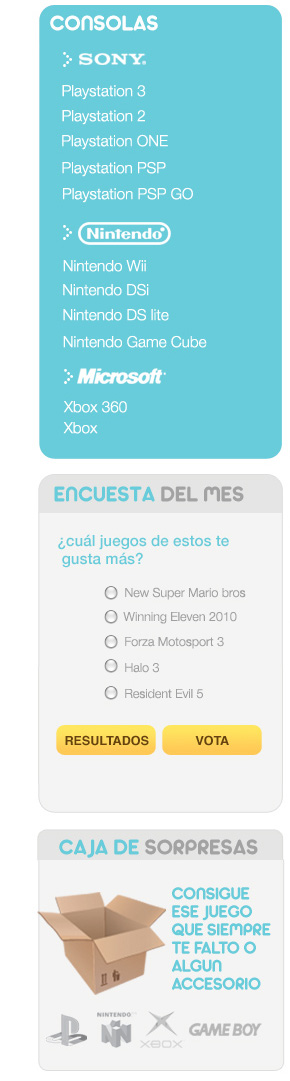 CONSOLAS
SONY
Playstation 3
Playstation 2
Playstation ONE
Playstation PSP
Playstation PSP GO
Nintendo
Nintendo Wii
Nintendo DSi
Nintendo DS lite
Nintendo Game Cube
Microsoft
Xbox 360
Xbox
ENCUESTA DEL MES
¿cuál juegos de estos te
gusta más?
New Super Mario bros
Winning Eleven 2010
Forza Motosport 3
Halo 3
Resident Evil 5
RESULTADOS
VOTA
CAJA DE SORPRESAS
CONSIGUE
ESE JUEGO
QUE SIEMPRE
TE FALTO O
ALGUN
ACCESORIO
NINTENDO
XBOX
GAME BOY